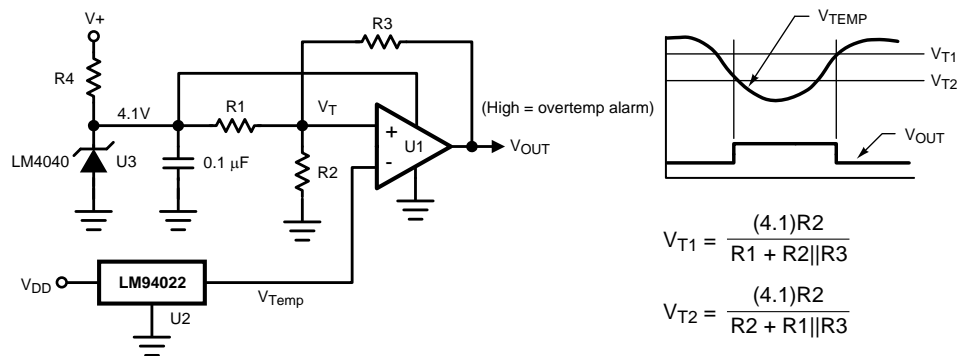 V+
R3
R4
4.1V
R1
VT
(High = overtemp alarm)
+
-
U1
VOUT
LM4040
U3
0.1 μF
R2
VDD
LM94022
VTemp
U2
VTEMP
VT1
VT2
VOUT
VT1 = (4.1)R2
R1 + R2||R3
VT2 = (4.1)R2
R2 + R1||R3